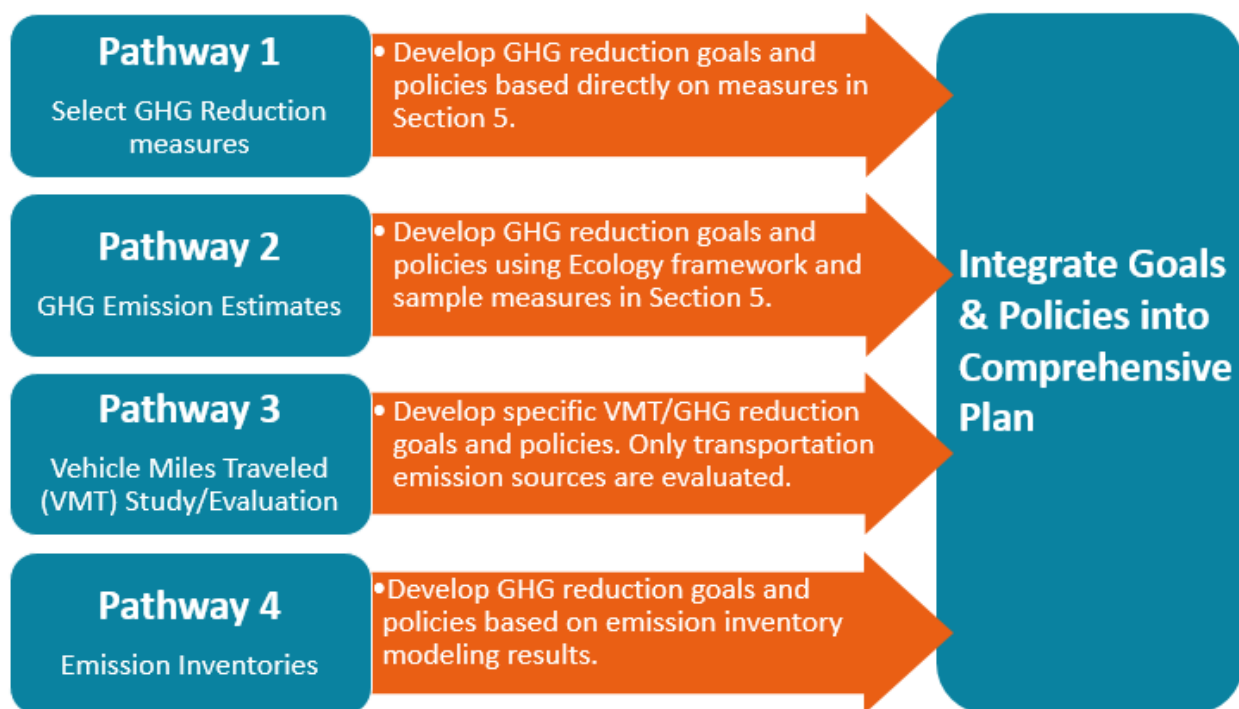 Pathway 1
Select GHG Reduction
measures
• Develop GHG reduction goals and
policies based directly on measures in
Section 5.
Pathway 2
GHG Emission Estimates
• Develop GHG reduction goals and
policies using Ecology framework and
sample measures in Section 5.
Pathway 3
Vehicle Miles Traveled
(VMT) Study/Evaluation
• Develop specific VMT/GHG reduction
goals and policies. Only transportation
emission sources are evaluated.
Pathway 4
Emission Inventories
•Develop GHG reduction goals and
policies based on emission inventory
modeling results.
Integrate Goals
& Policies into
Comprehensive
Plan